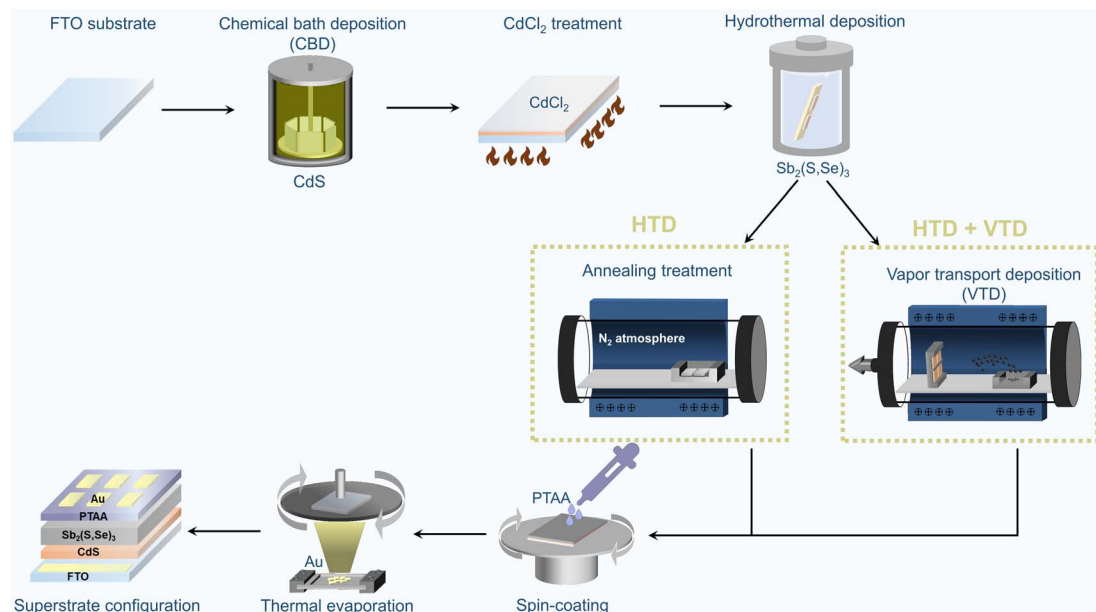 FTO substrate
Chemical bath deposition
(CBD)
CdS
CdCl₂ treatment
CdCl₂
Hydrothermal deposition
Sb₂(S,Se)₃
HTD
Annealing treatment
N₂ atmosphere
HTD + VTD
Vapor transport deposition
(VTD)
PTAA
Spin-coating
Au
Thermal evaporation
Au
PTAA
Sb₂(S,Se)₃
CdS
FTO
Superstrate configuration